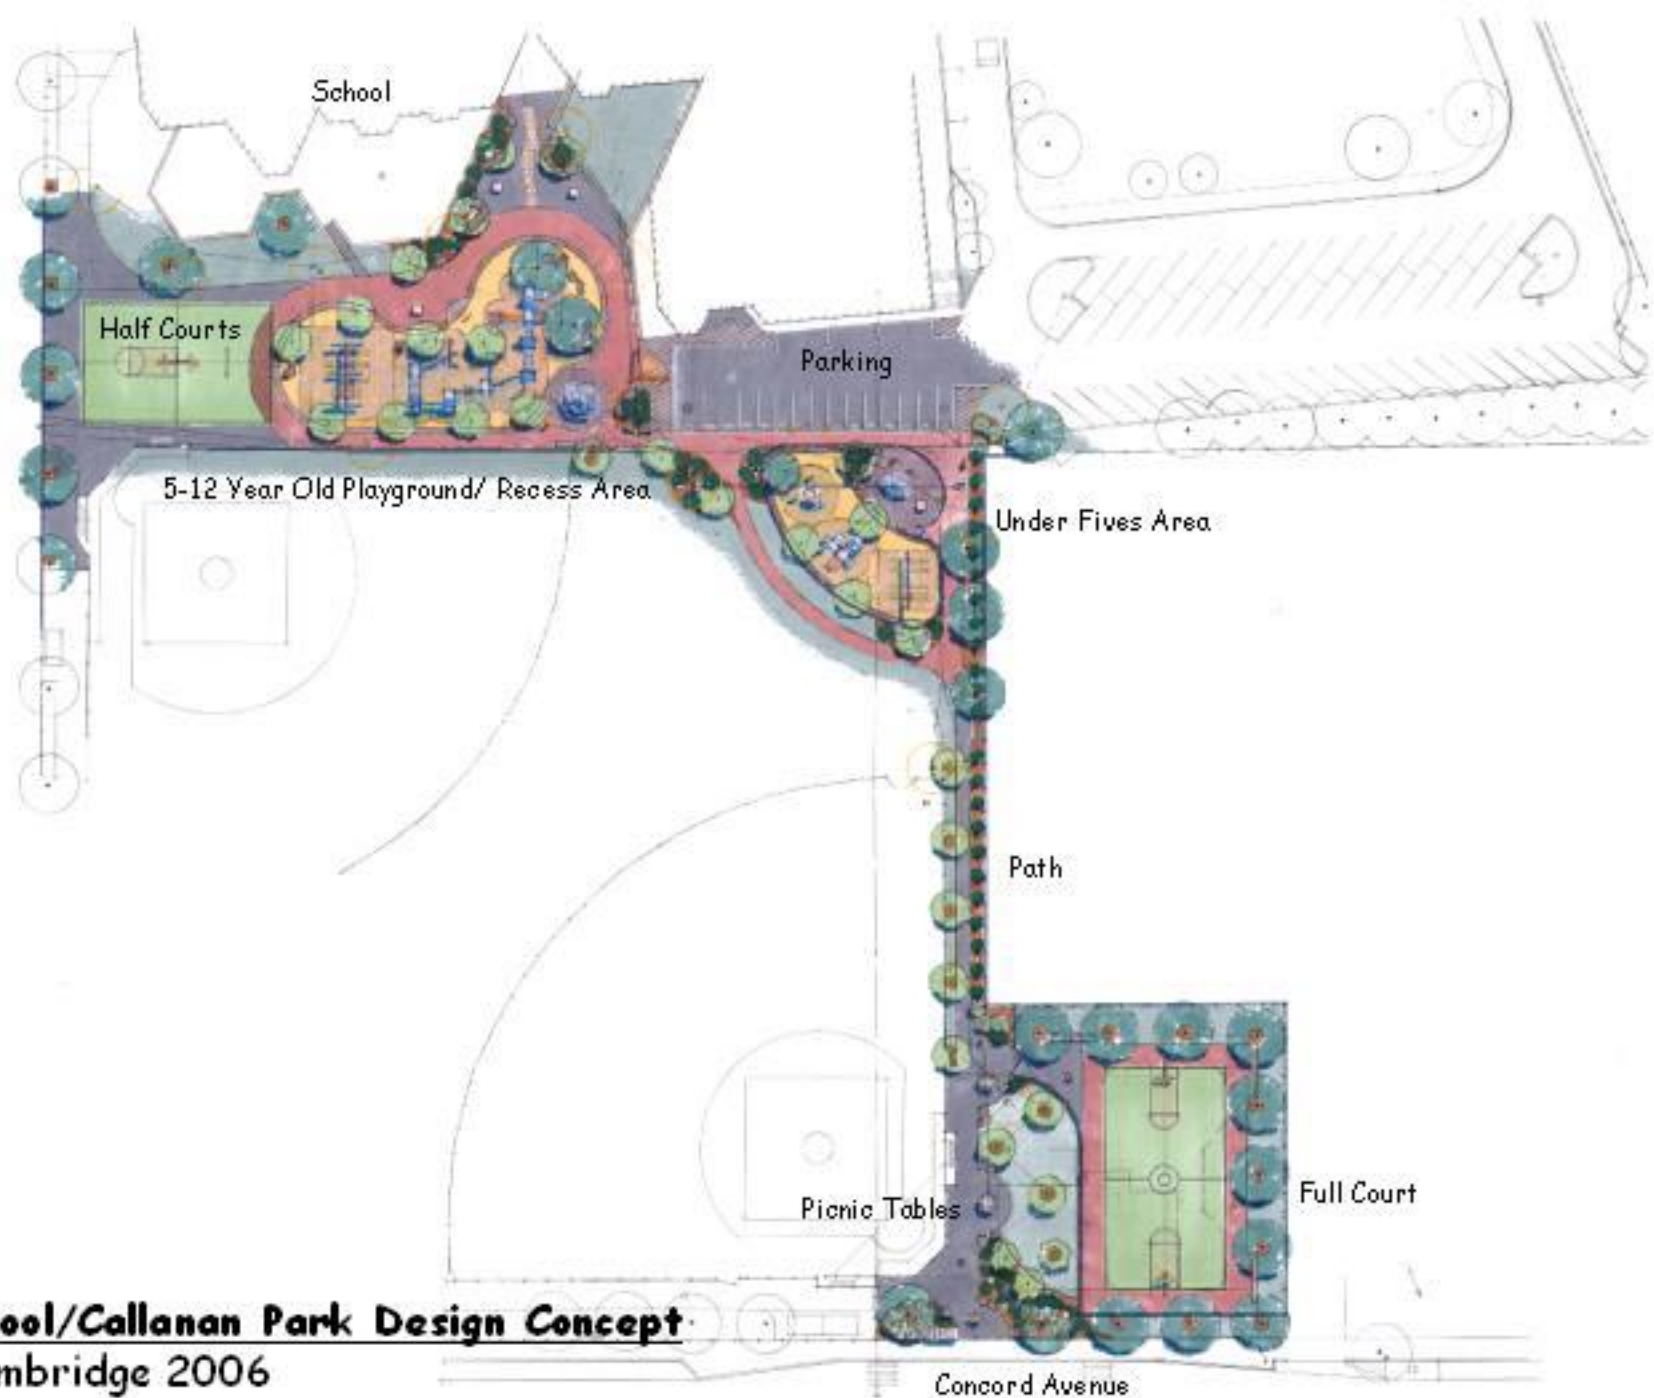 School
Half Courts
Parking
5-12 Year Old Playground/ Recess Area
Under Fives Area
Path
Picnic Tables
Full Court
ool/Callanan Park Design Concept
mbridge 2006
Concord Avenue